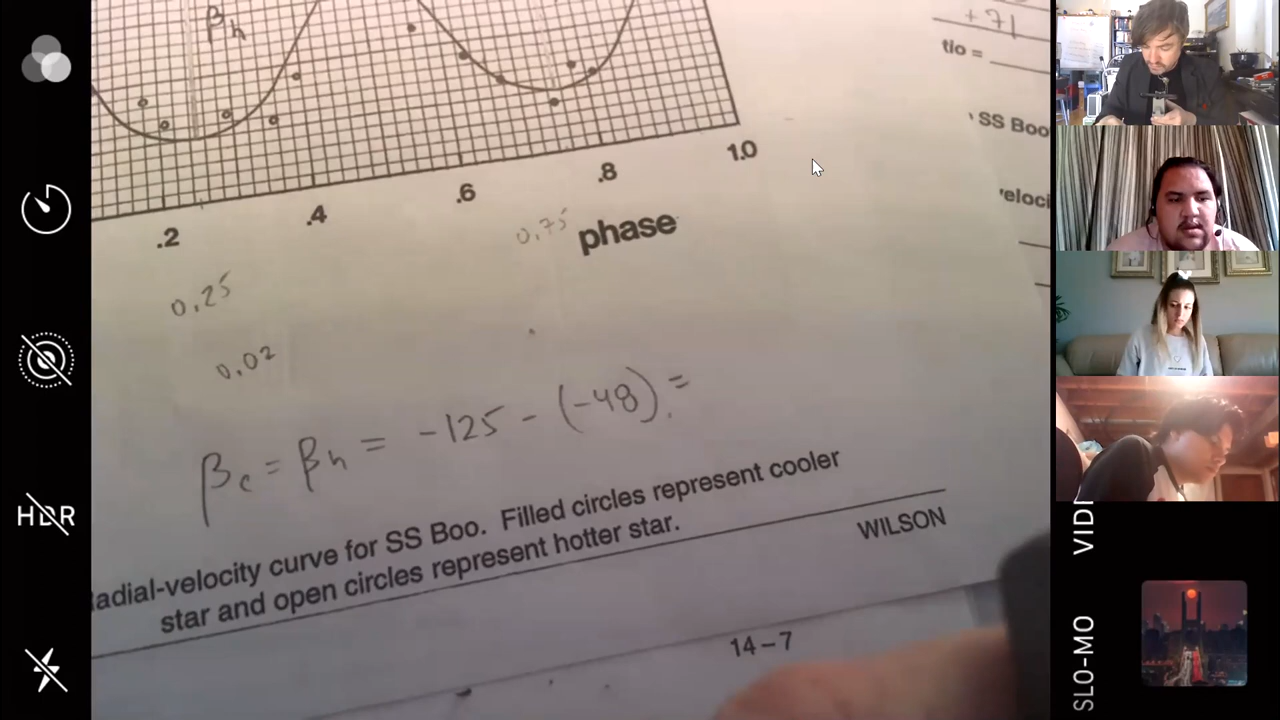 βh
+71
tio =
SS Boo
'eloci
.2
.4
.6
.8
1.0
0.75
phase
0.25
0.02
βc = βh = -125 - (-48) =
adial-velocity curve for SS Boo. Filled circles represent cooler
star and open circles represent hotter star.
WILSON
14-7
HDR
VIDE
SLO-MO